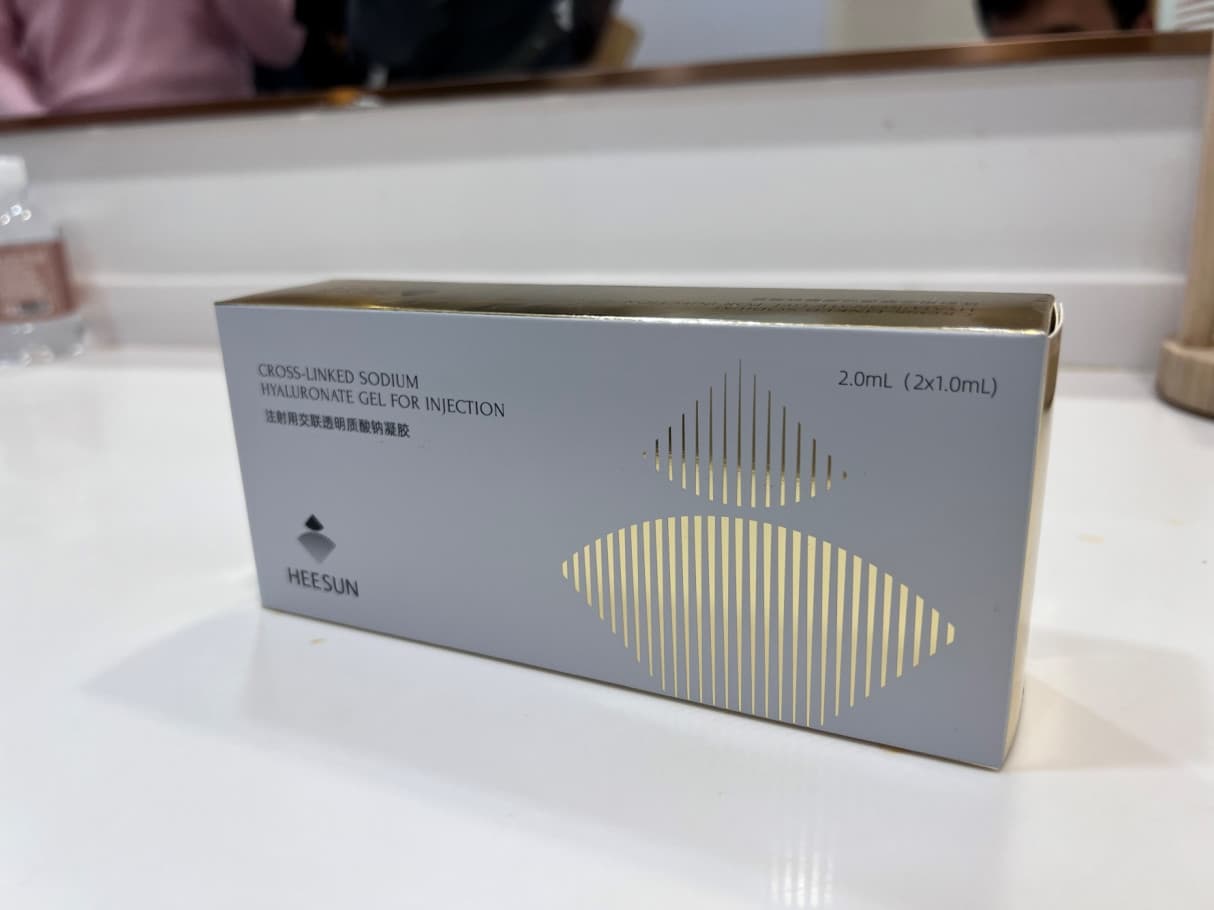 CROSS-LINKED SODIUM
HYALURONATE GEL FOR INJECTION
注射用交联透明质酸钠凝胶
2.0mL（2x1.0mL）
HEESUN